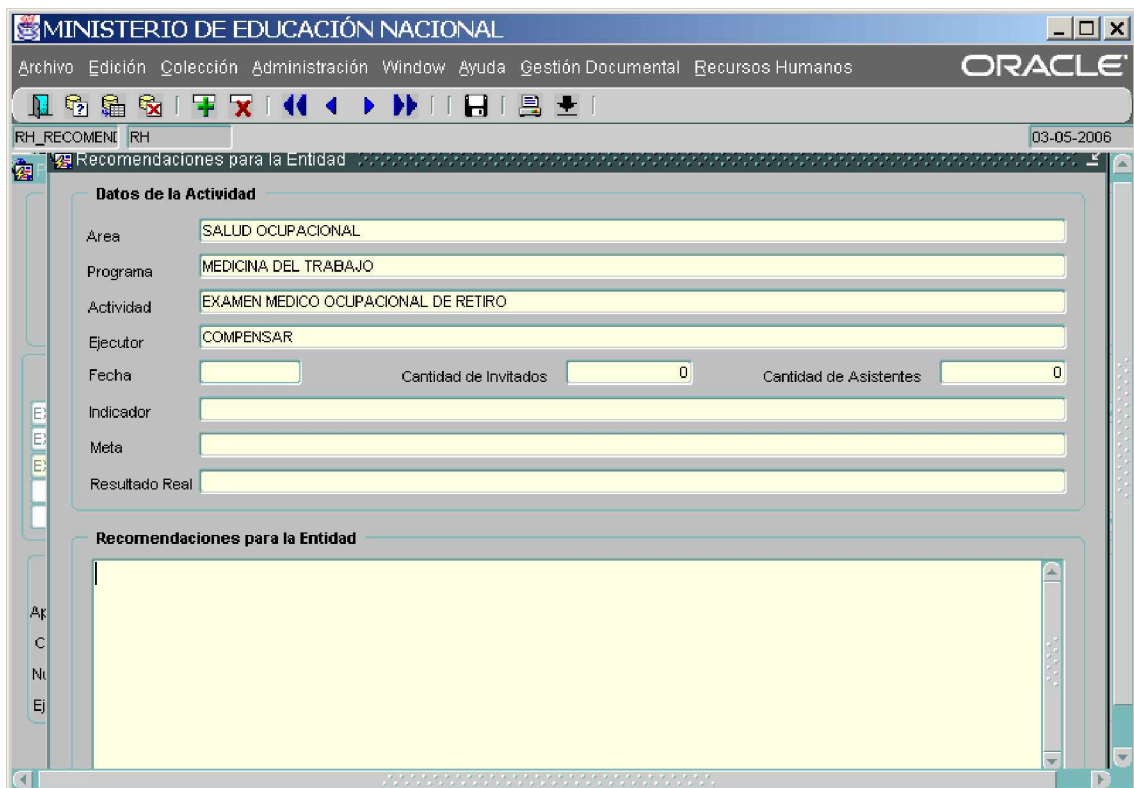 MINISTERIO DE EDUCACIÓN NACIONAL
Archivo Edición Colección Administración Window Ayuda Gestión Documental Recursos Humanos ORACLE
RH_RECOMEND RH 03-05-2006
Recomendaciones para la Entidad
Datos de la Actividad
Area SALUD OCUPACIONAL
Programa MEDICINA DEL TRABAJO
Actividad EXAMEN MEDICO OCUPACIONAL DE RETIRO
Ejecutor COMPENSAR
Fecha Cantidad de Invitados 0 Cantidad de Asistentes 0
Indicador
Meta
Resultado Real
Recomendaciones para la Entidad